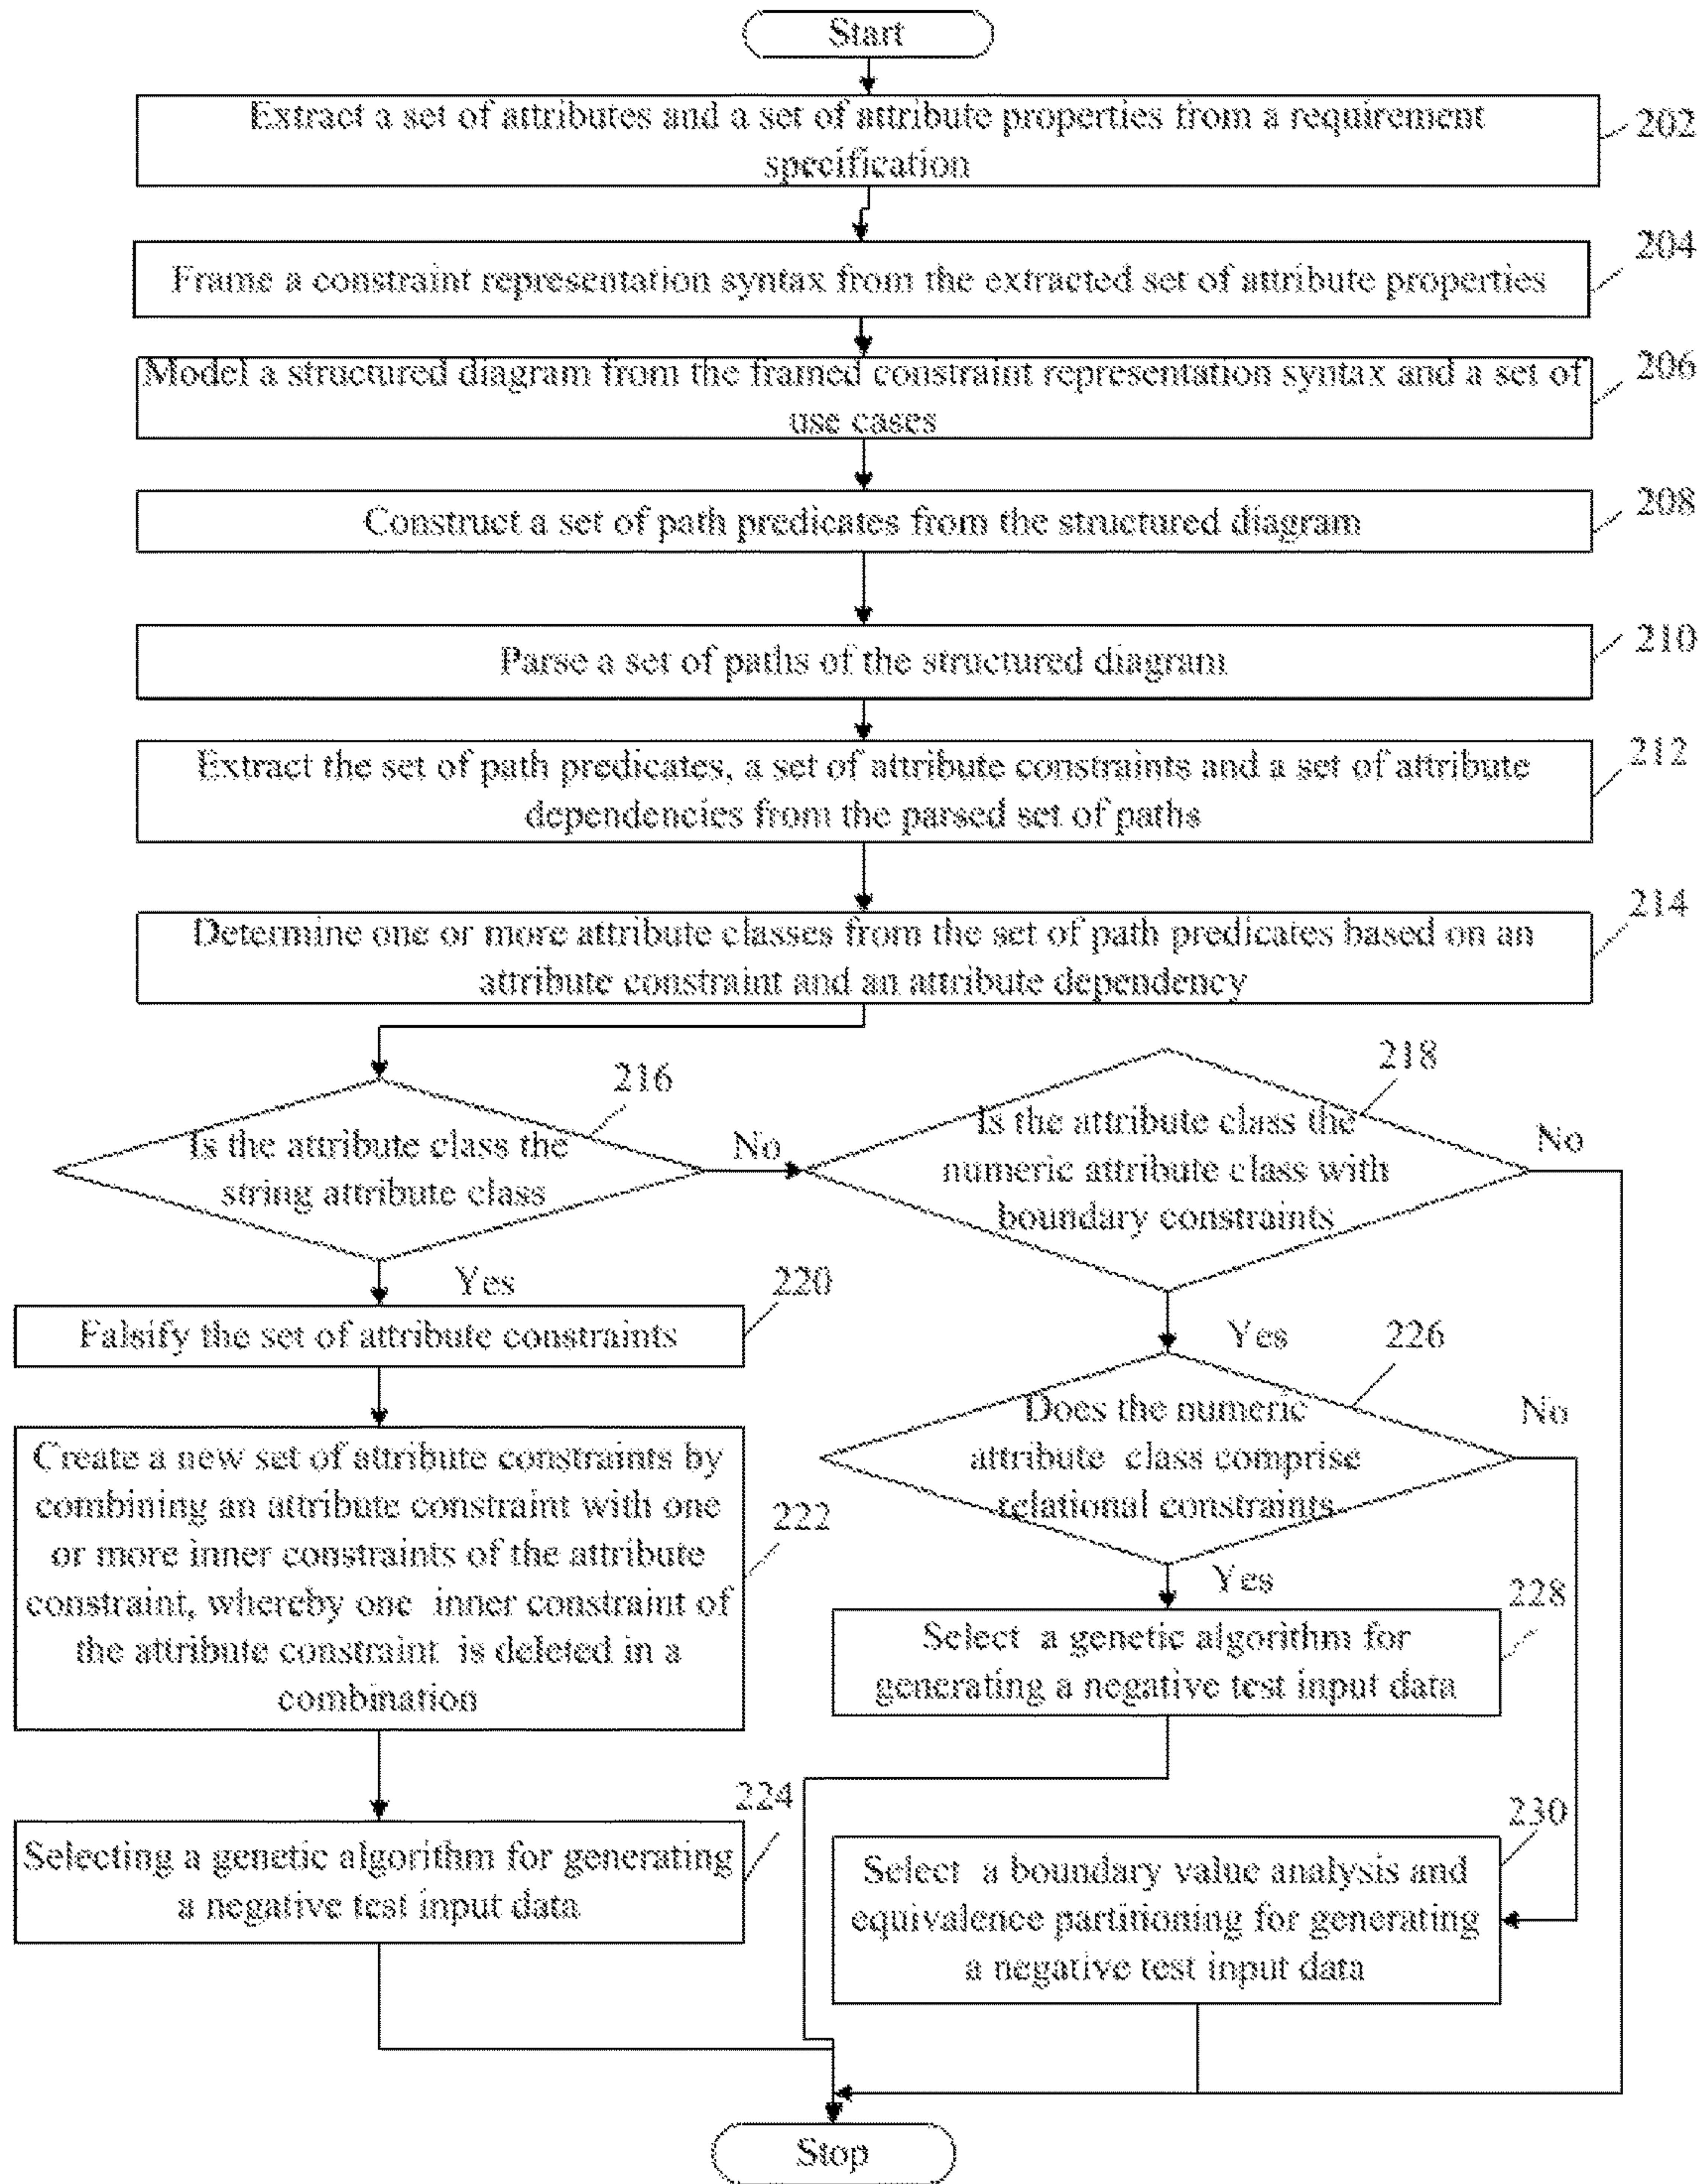 Start
Extract a set of attributes and a set of attribute properties from a requirement
specification
202
Frame a constraint representation syntax from the extracted set of attribute properties
204
Model a structured diagram from the framed constraint representation syntax and a set of
use cases
206
Construct a set of path predicates from the structured diagram
208
Parse a set of paths of the structured diagram
210
Extract the set of path predicates, a set of attribute constraints and a set of attribute
dependencies from the parsed set of paths
212
Determine one or more attribute classes from the set of path predicates based on an
attribute constraint and an attribute dependency
214
216
Is the attribute class the
string attribute class
No
218
Is the attribute class the
numeric attribute class with
boundary constraints
No
Yes
220
Falsify the set of attribute constraints
Yes
226
Does the numeric
attribute class comprise
relational constraints
No
Create a new set of attribute constraints by
combining an attribute constraint with one
or more inner constraints of the attribute
constraint, whereby one inner constraint of
the attribute constraint is deleted in a
combination
222
Yes
228
Select a genetic algorithm for
generating a negative test input data
224
Selecting a genetic algorithm for generating
a negative test input data
230
Select a boundary value analysis and
equivalence partitioning for generating
a negative test input data
Stop